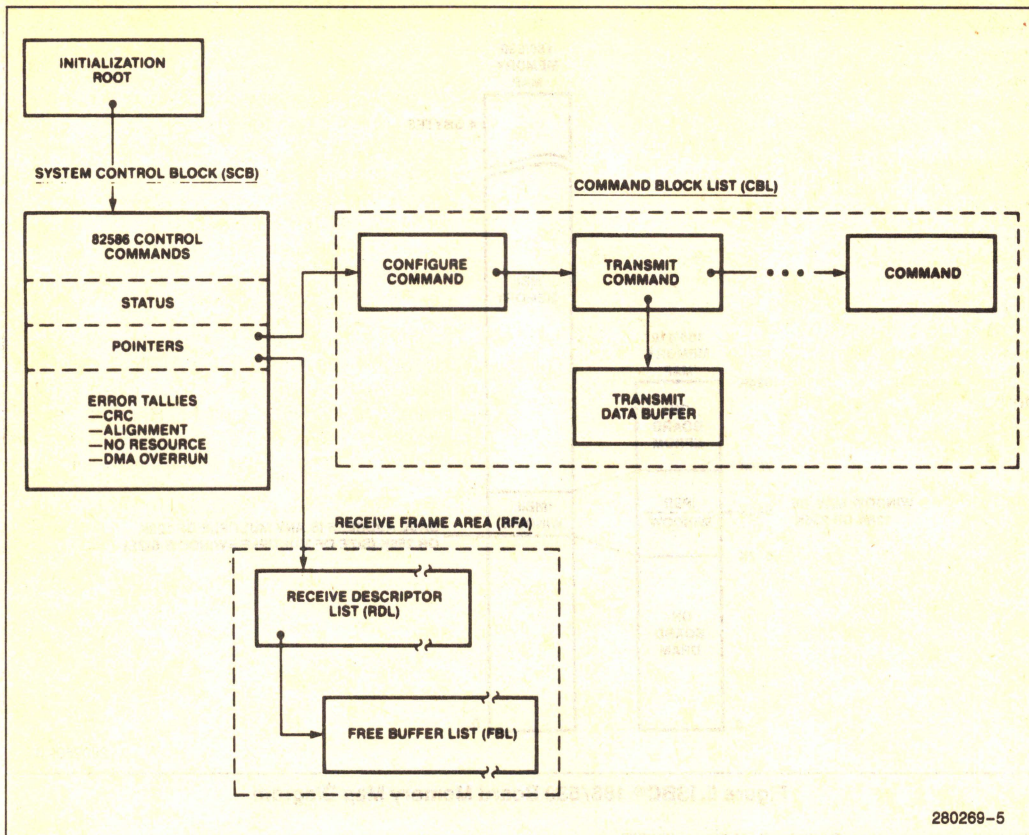 INITIALIZATION
ROOT
SYSTEM CONTROL BLOCK (SCB)
82586 CONTROL
COMMANDS
STATUS
POINTERS
ERROR TALLIES
—CRC
—ALIGNMENT
—NO RESOURCE
—DMA OVERRUN
COMMAND BLOCK LIST (CBL)
CONFIGURE
COMMAND
TRANSMIT
COMMAND
COMMAND
TRANSMIT
DATA BUFFER
RECEIVE FRAME AREA (RFA)
RECEIVE DESCRIPTOR
LIST (RDL)
FREE BUFFER LIST (FBL)
280269-5